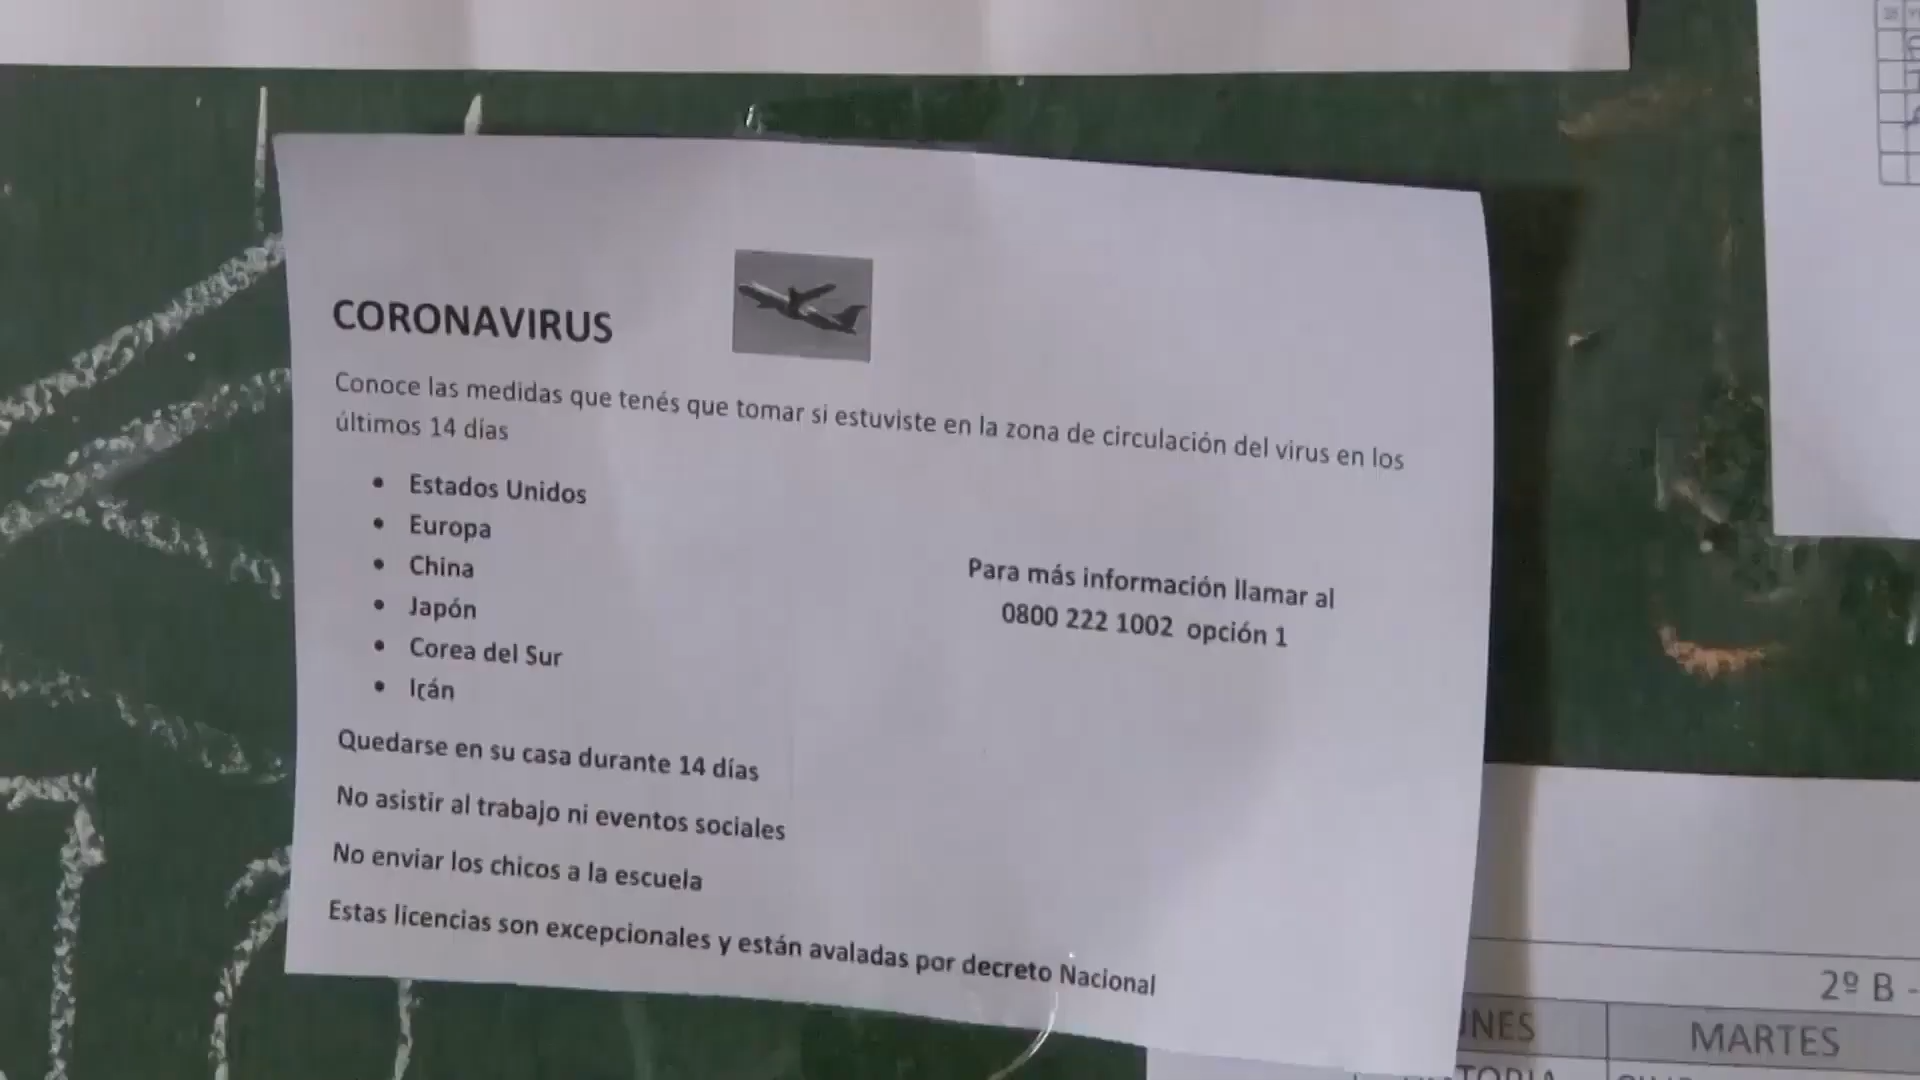 CORONAVIRUS
Conoce las medidas que tenés que tomar si estuviste en la zona de circulación del virus en los
últimos 14 días
• Estados Unidos
• Europa
• China
• Japón
• Corea del Sur
• Irán
Para más información llamar al
0800 222 1002 opción 1
Quedarse en su casa durante 14 días
No asistir al trabajo ni eventos sociales
No enviar los chicos a la escuela
Estas licencias son excepcionales y están avaladas por decreto Nacional
2º B -
MARTES